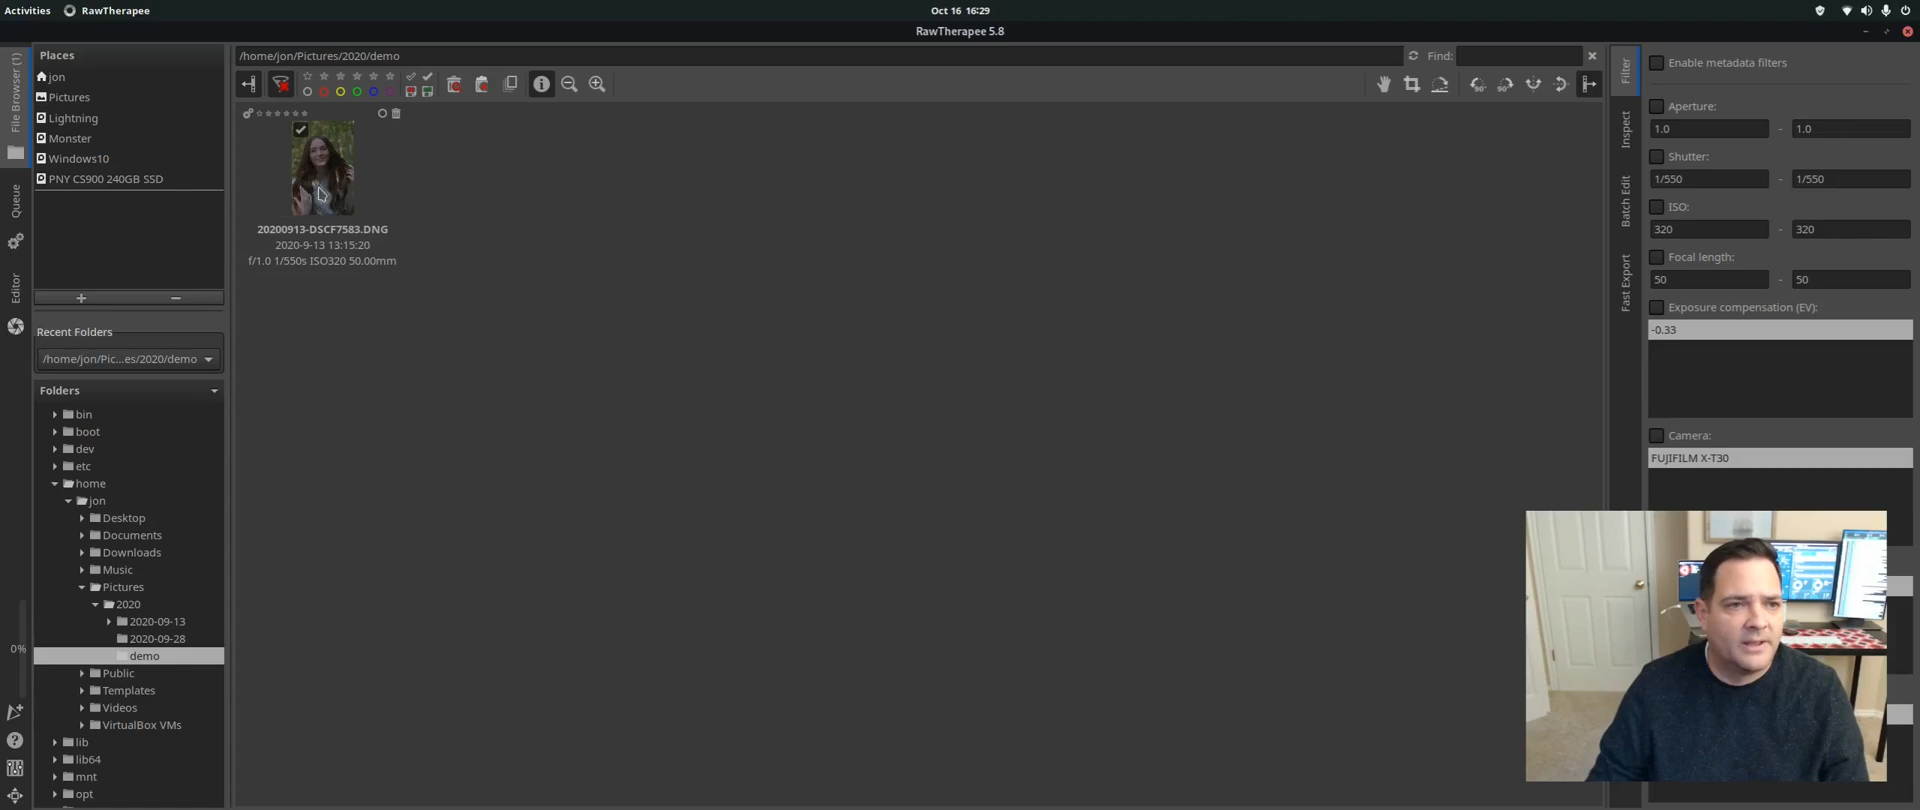 Activities RawTherapee Oct 16 16:29
RawTherapee 5.8
File Browser (1)
Queue
Editor
0%
Places
jon
Pictures
Lightning
Monster
Windows10
PNY CS900 240GB SSD
+ −
Recent Folders
/home/jon/Pic...es/2020/demo
Folders
bin
boot
dev
etc
home
jon
Desktop
Documents
Downloads
Music
Pictures
2020
2020-09-13
2020-09-28
demo
Public
Templates
Videos
VirtualBox VMs
lib
lib64
mnt
opt
/home/jon/Pictures/2020/demo Find:
20200913-DSCF7583.DNG
2020-9-13 13:15:20
f/1.0 1/550s ISO320 50.00mm
Filter
Inspect
Batch Edit
Fast Export
Enable metadata filters
Aperture:
1.0 - 1.0
Shutter:
1/550 - 1/550
ISO:
320 - 320
Focal length:
50 - 50
Exposure compensation (EV):
-0.33
Camera:
FUJIFILM X-T30